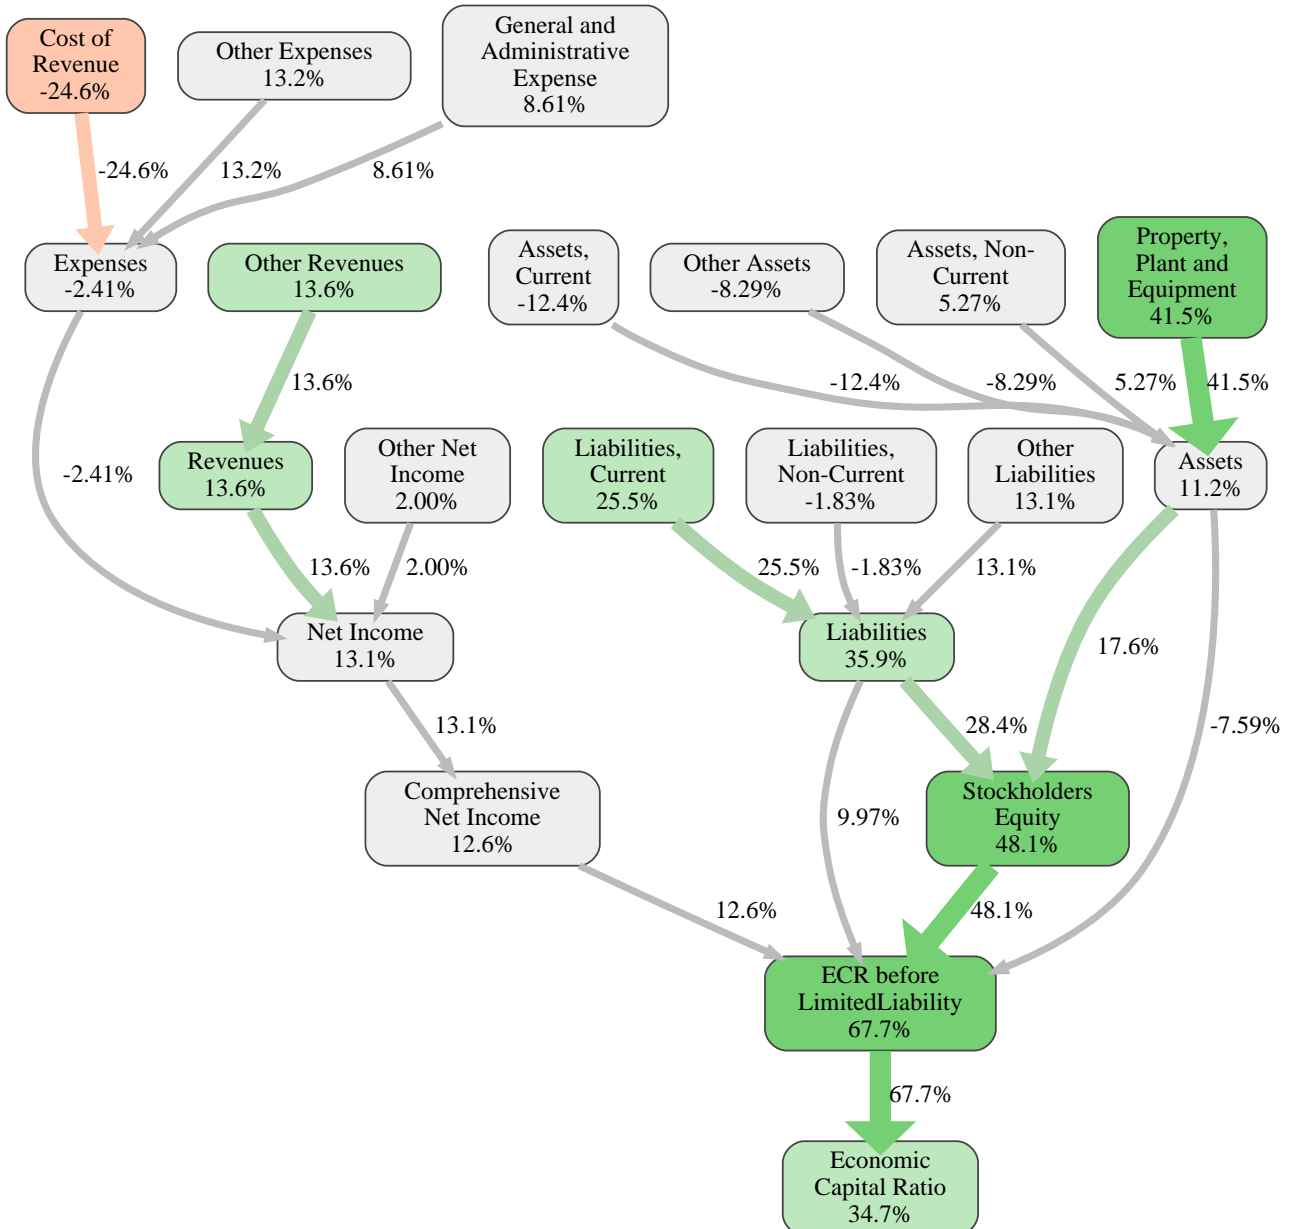 Cost of
Revenue
-24.6%
Other Expenses
13.2%
General and
Administrative
Expense
8.61%
-24.6%
13.2%
8.61%
Expenses
-2.41%
Other Revenues
13.6%
Assets,
Current
-12.4%
Other Assets
-8.29%
Assets, Non-
Current
5.27%
Property,
Plant and
Equipment
41.5%
13.6%
-12.4%
-8.29%
5.27%
41.5%
-2.41%
Revenues
13.6%
Other Net
Income
2.00%
Liabilities,
Current
25.5%
Liabilities,
Non-Current
-1.83%
Other
Liabilities
13.1%
Assets
11.2%
13.6%
2.00%
25.5%
-1.83%
13.1%
17.6%
Net Income
13.1%
Liabilities
35.9%
13.1%
28.4%
-7.59%
Comprehensive
Net Income
12.6%
9.97%
Stockholders
Equity
48.1%
12.6%
48.1%
ECR before
LimitedLiability
67.7%
67.7%
Economic
Capital Ratio
34.7%